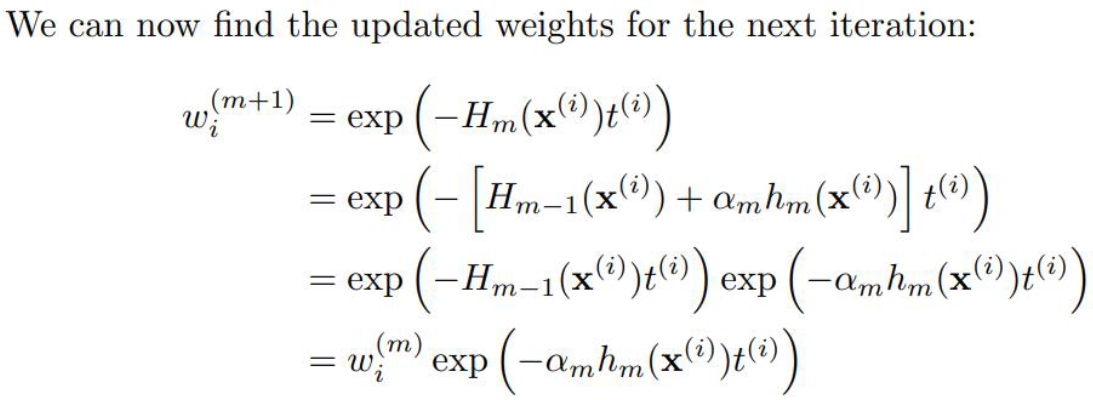 We can now find the updated weights for the next iteration:
w_i^{(m+1)} = exp(−H_m(x^{(i)})t^{(i)})
= exp(−[H_{m−1}(x^{(i)}) + α_m h_m(x^{(i)})] t^{(i)})
= exp(−H_{m−1}(x^{(i)})t^{(i)}) exp(−α_m h_m(x^{(i)})t^{(i)})
= w_i^{(m)} exp(−α_m h_m(x^{(i)})t^{(i)})